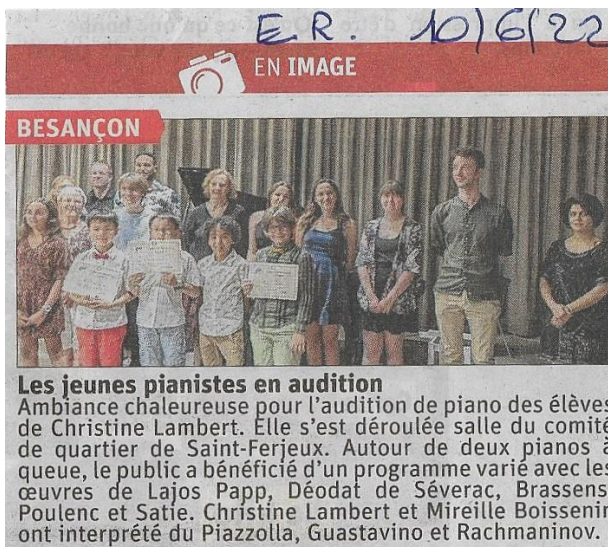 E.R. 10/6/22
EN IMAGE
BESANÇON
Les jeunes pianistes en audition
Ambiance chaleureuse pour l'audition de piano des élèves
de Christine Lambert. Elle s'est déroulée salle du comité
de quartier de Saint-Ferjeux. Autour de deux pianos à
queue, le public a bénéficié d'un programme varié avec les
œuvres de Lajos Papp, Déodat de Séverac, Brassens,
Poulenc et Satie. Christine Lambert et Mireille Boissenin
ont interprété du Piazzolla, Guastavino et Rachmaninov.